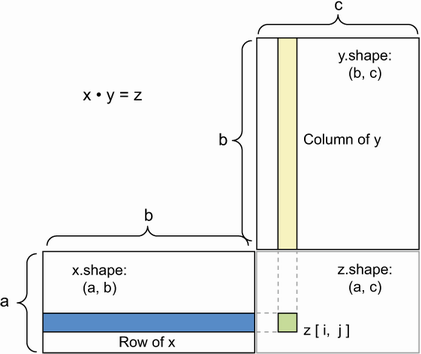 c
y.shape:
(b, c)
x • y = z
b
Column of y
b
a
x.shape:
(a, b)
z.shape:
(a, c)
z [ i, j ]
Row of x